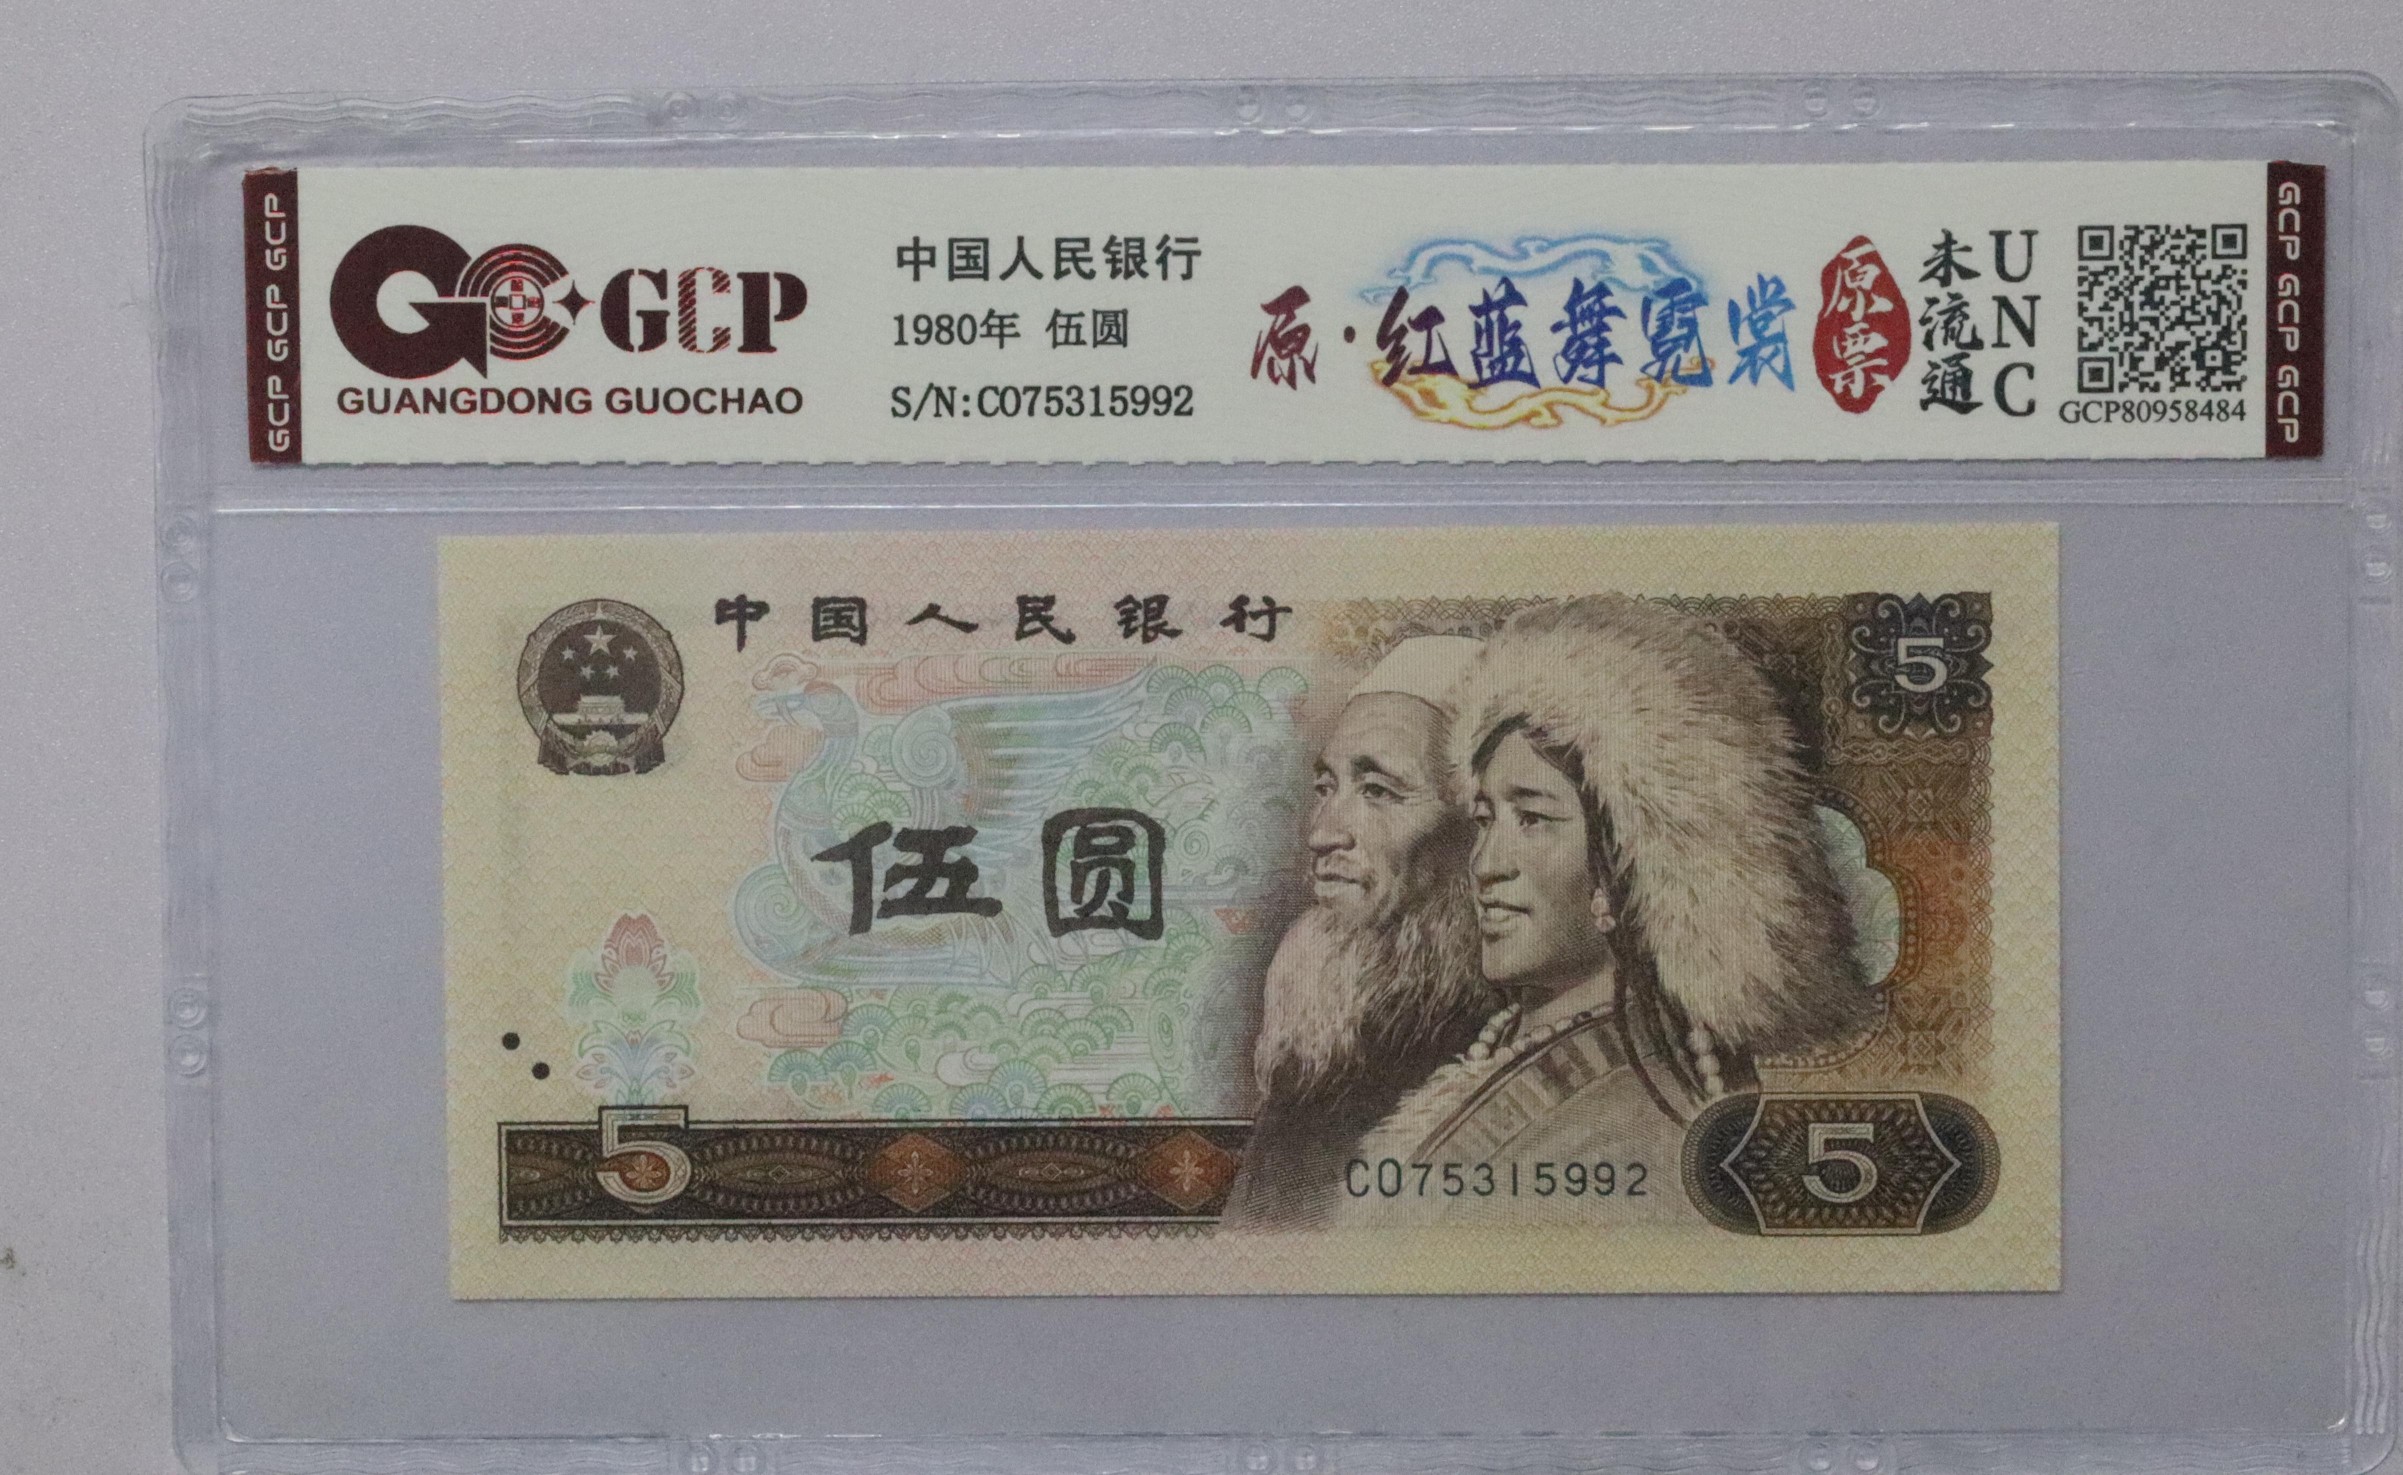 GCP GCP GCP
GCP
GUANGDONG GUOCHAO
中国人民银行
1980年 伍圆
S/N:CO75315992
原·红蓝舞霓裳
原票
未流通
UNC
GCP80958484
GCP GCP GCP
中国人民银行
5
伍圆
5
CO75315992
5